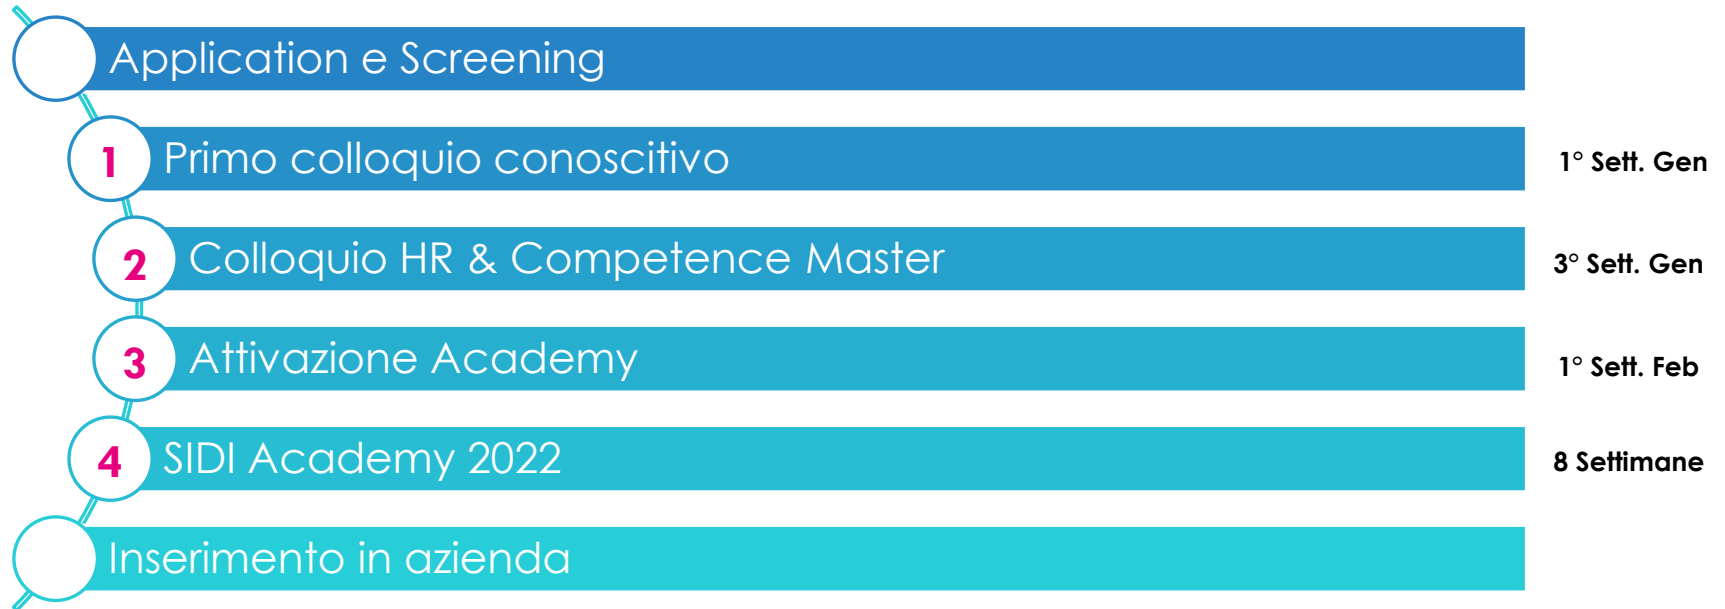 Application e Screening
1 Primo colloquio conoscitivo 1° Sett. Gen
2 Colloquio HR & Competence Master 3° Sett. Gen
3 Attivazione Academy 1° Sett. Feb
4 SIDI Academy 2022 8 Settimane
Inserimento in azienda